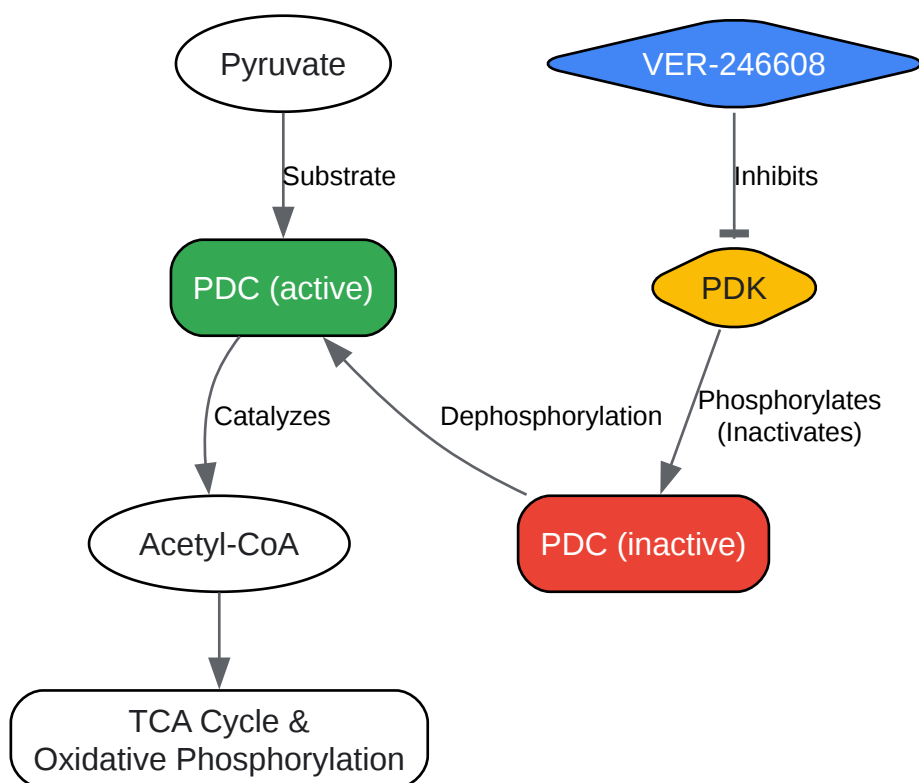 Pyruvate
VER-246608
Substrate
Inhibits
PDC (active)
PDK
Catalyzes
Dephosphorylation
Phosphorylates
(Inactivates)
Acetyl-CoA
PDC (inactive)
TCA Cycle &
Oxidative Phosphorylation